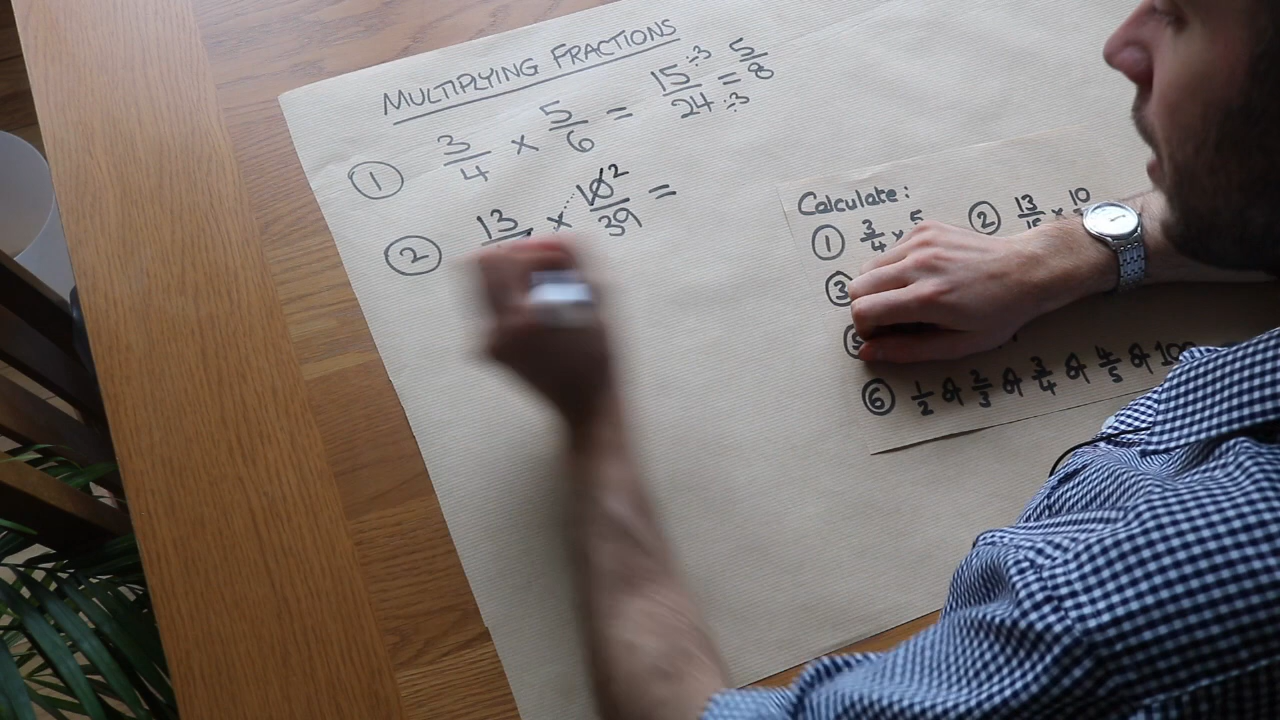 MULTIPLYING FRACTIONS
① 3/4 × 5/6 = 15/24 ÷3 ÷3 = 5/8
② 13/ × 10 2/39 =
Calculate:
① 3/4 × 5 ② 13/15 × 10
③
⑤
⑥ 1/2 of 2/3 of 3/4 of 4/5 of 100